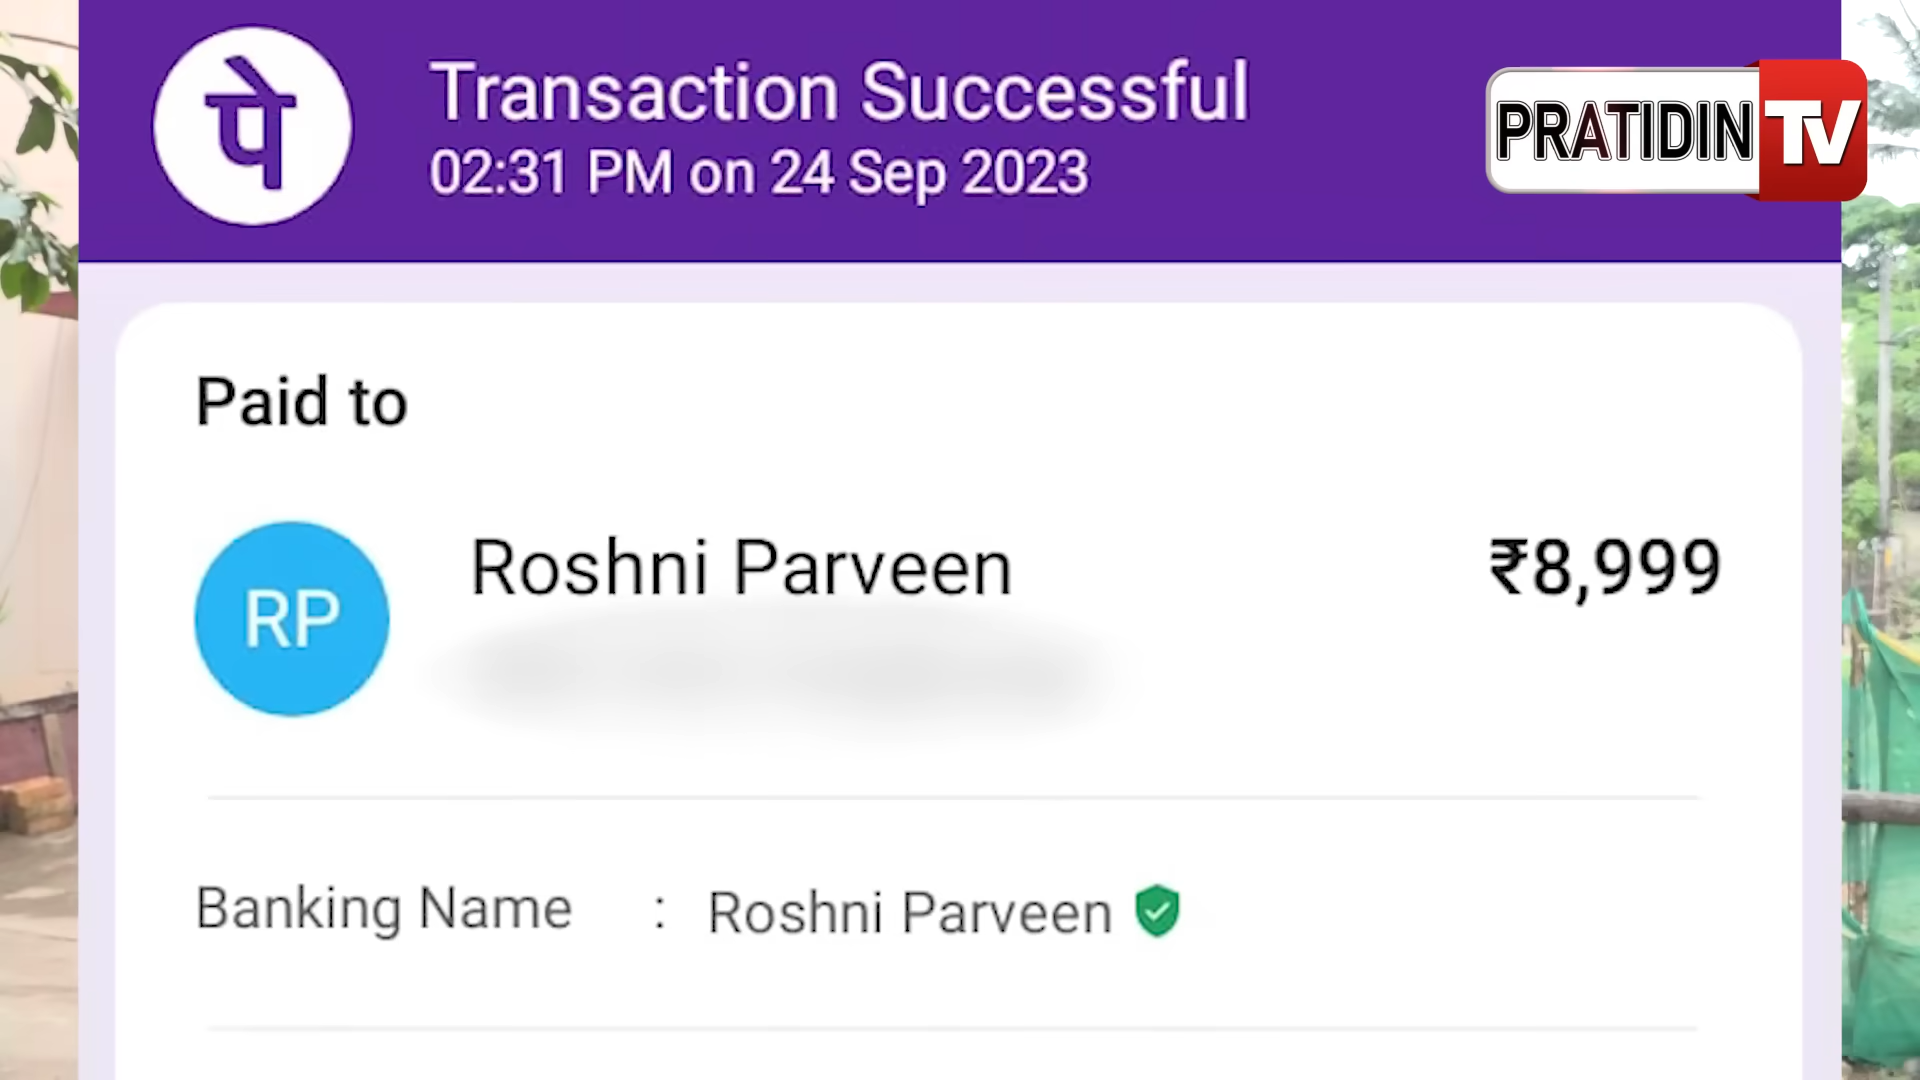 पे
Transaction Successful
02:31 PM on 24 Sep 2023
PRATIDIN TV
Paid to
RP
Roshni Parveen
₹8,999
Banking Name : Roshni Parveen